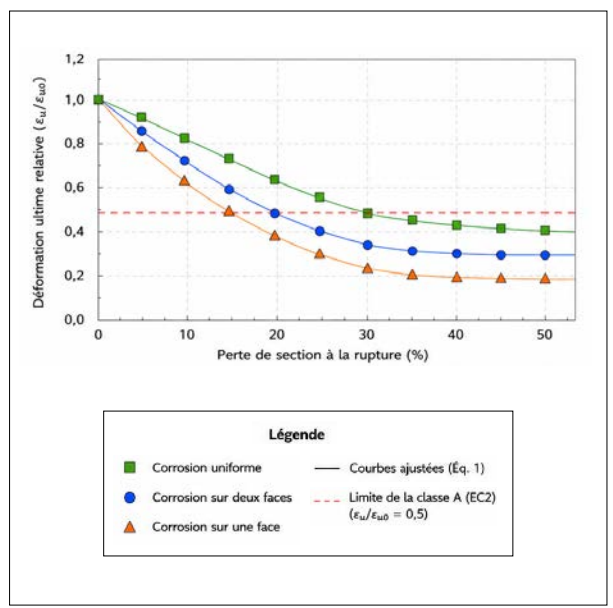 1,2
1,0
0,8
0,6
0,4
0,2
0,0
Déformation ultime relative (εu/εu0)
0 10 20 30 40 50
Perte de section à la rupture (%)
Légende
Corrosion uniforme
Corrosion sur deux faces
Corrosion sur une face
Courbes ajustées (Éq. 1)
Limite de la classe A (EC2)
(εu/εu0 = 0,5)